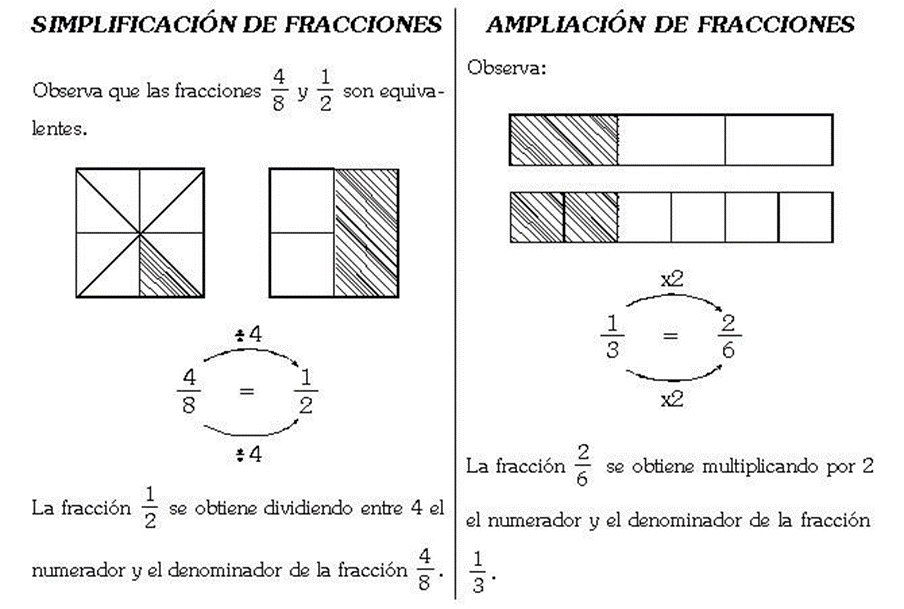 SIMPLIFICACIÓN DE FRACCIONES
Observa que las fracciones 4/8 y 1/2 son equiva-
lentes.
÷4
4/8 = 1/2
÷4
La fracción 1/2 se obtiene dividiendo entre 4 el
numerador y el denominador de la fracción 4/8.
AMPLIACIÓN DE FRACCIONES
Observa:
x2
1/3 = 2/6
x2
La fracción 2/6 se obtiene multiplicando por 2
el numerador y el denominador de la fracción
1/3.